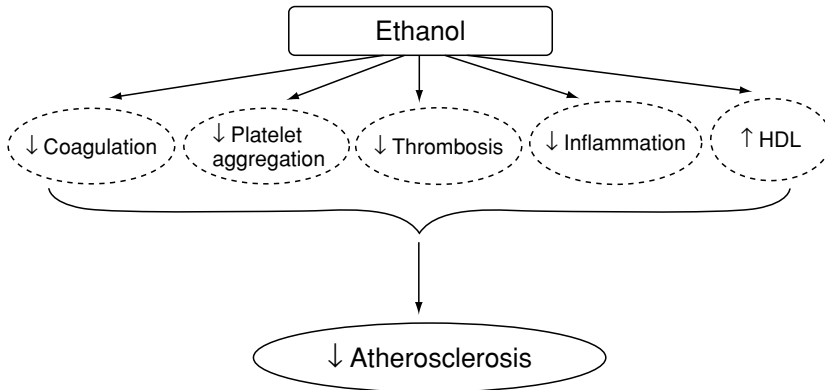 Ethanol
↓ Coagulation
↓ Platelet
aggregation
↓ Thrombosis
↓ Inflammation
↑ HDL
↓ Atherosclerosis